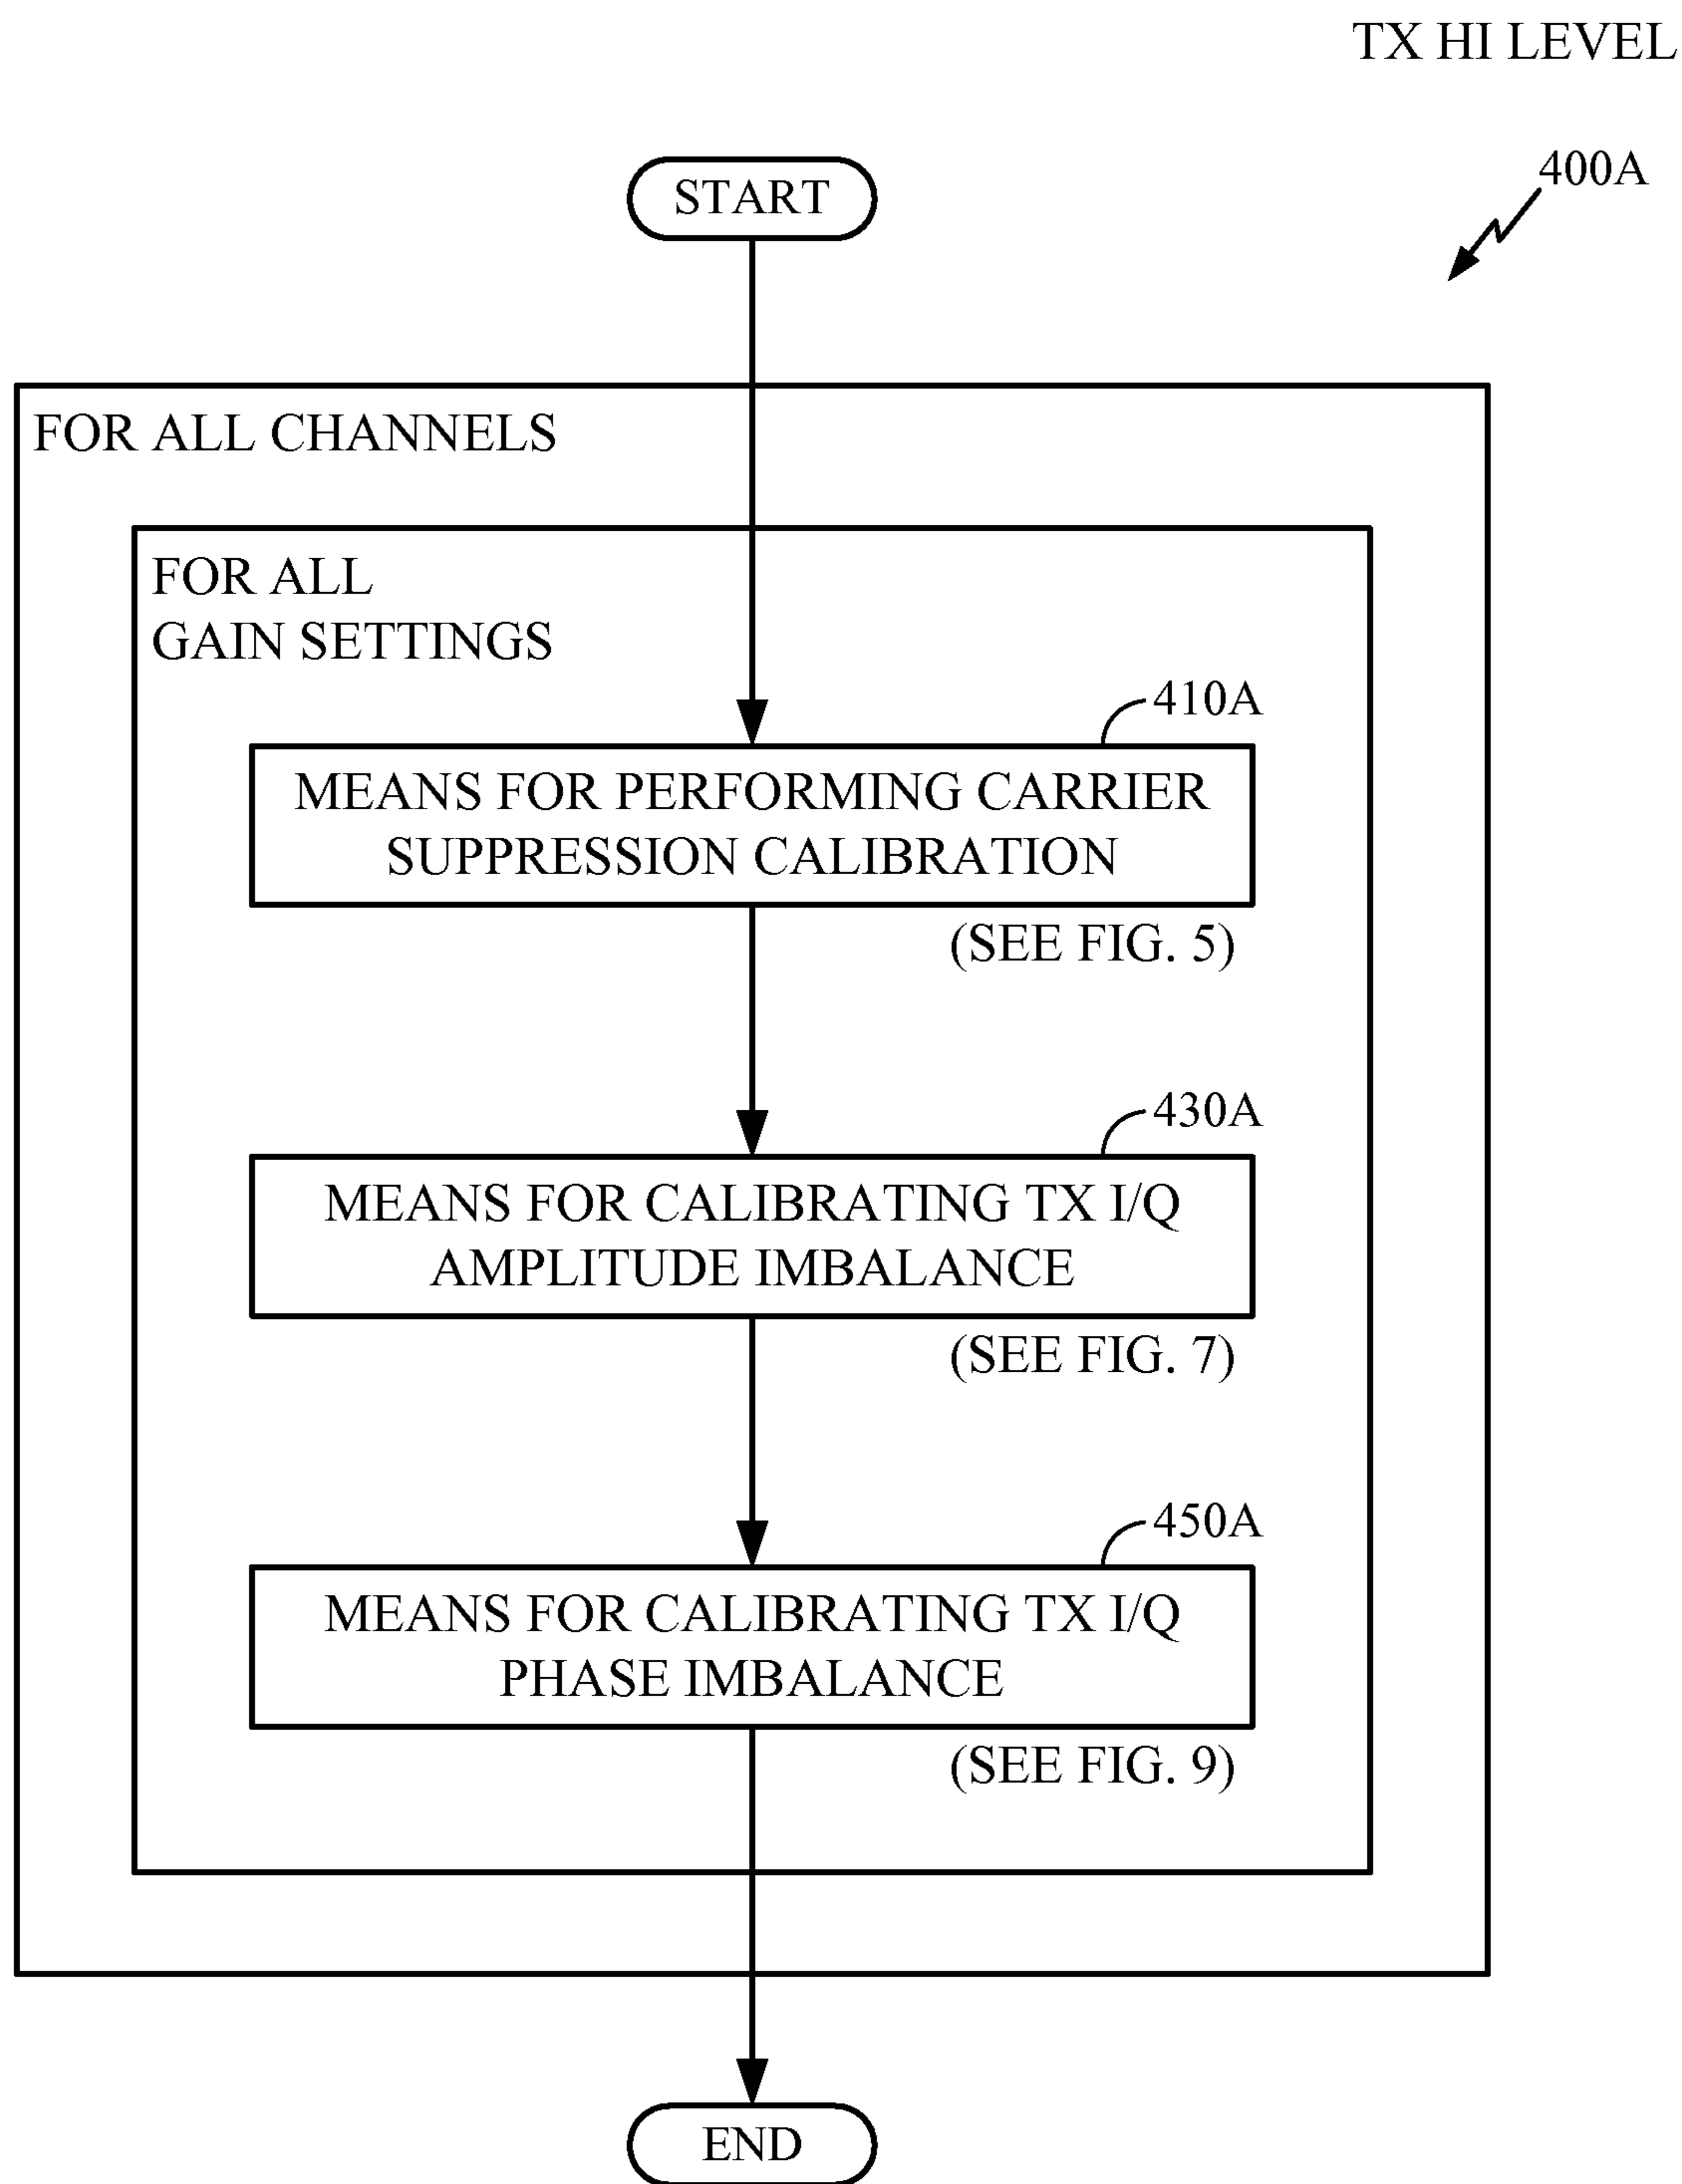 TX HI LEVEL
400A
START
FOR ALL CHANNELS
FOR ALL
GAIN SETTINGS
410A
MEANS FOR PERFORMING CARRIER
SUPPRESSION CALIBRATION
(SEE FIG. 5)
430A
MEANS FOR CALIBRATING TX I/Q
AMPLITUDE IMBALANCE
(SEE FIG. 7)
450A
MEANS FOR CALIBRATING TX I/Q
PHASE IMBALANCE
(SEE FIG. 9)
END